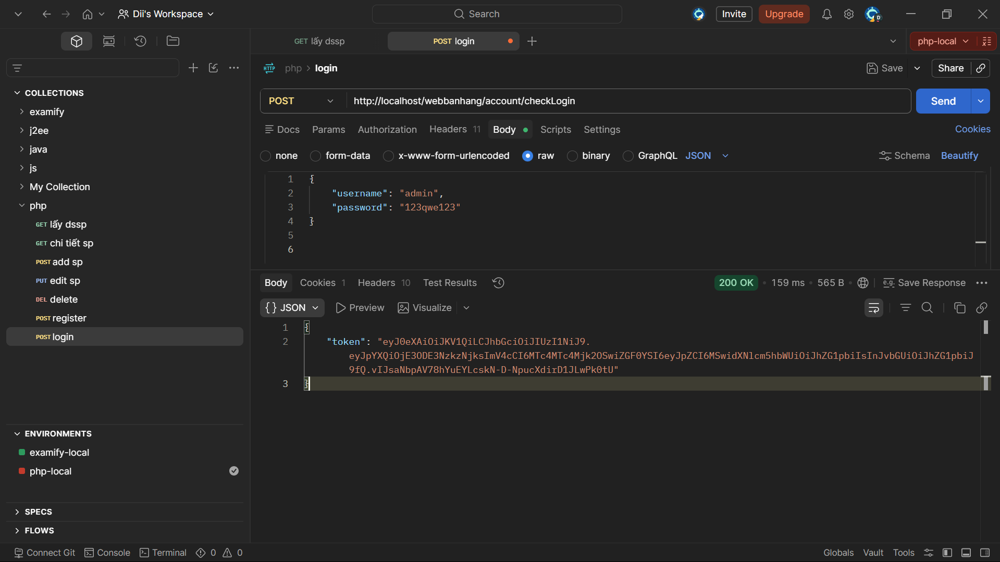 Dii's Workspace
Search
Invite
Upgrade
D
GET lấy dssp
POST login
php-local
php > login
Save
Share
COLLECTIONS
examify
j2ee
java
js
My Collection
php
GET lấy dssp
GET chi tiết sp
POST add sp
PUT edit sp
DEL delete
POST register
POST login
ENVIRONMENTS
examify-local
php-local
SPECS
FLOWS
HTTP
POST
http://localhost/webbanhang/account/checkLogin
Send
Docs Params Authorization Headers 11 Body Scripts Settings
Cookies
none form-data x-www-form-urlencoded raw binary GraphQL JSON
Schema Beautify
1 {
2 "username": "admin",
3 "password": "123qwe123"
4 }
5
6
Body Cookies 1 Headers 10 Test Results
200 OK • 159 ms • 565 B
e.g. Save Response
{} JSON Preview Visualize
1 {
2 "token": "eyJ0eXAiOiJKV1QiLCJhbGciOiJIUzI1NiJ9.
eyJpYXQiOjE3ODE3NzkzNjksImV4cCI6MTc4MTc4Mjk2OSwiZGF0YSI6eyJpZCI6MSwidXNlcm5hbWUiOiJhZG1pbiIsInJvbGUiOiJhZG1pbiJ
9fQ.vIJsaNbpAV78hYuEYLcskN-D-NpucXdirD1JLwPk0tU"
3 }
Connect Git Console Terminal 0 0
Globals Vault Tools